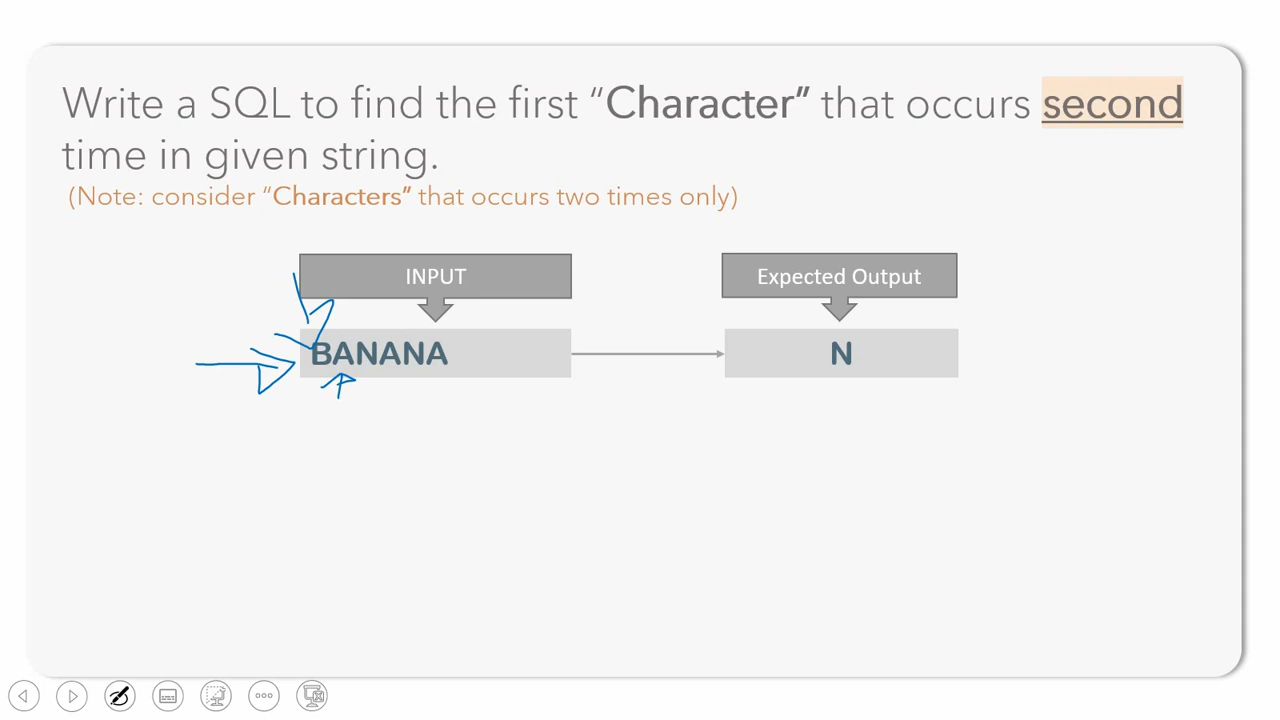 Write a SQL to find the first “Character” that occurs second
time in given string.
(Note: consider “Characters” that occurs two times only)
INPUT
Expected Output
BANANA
N